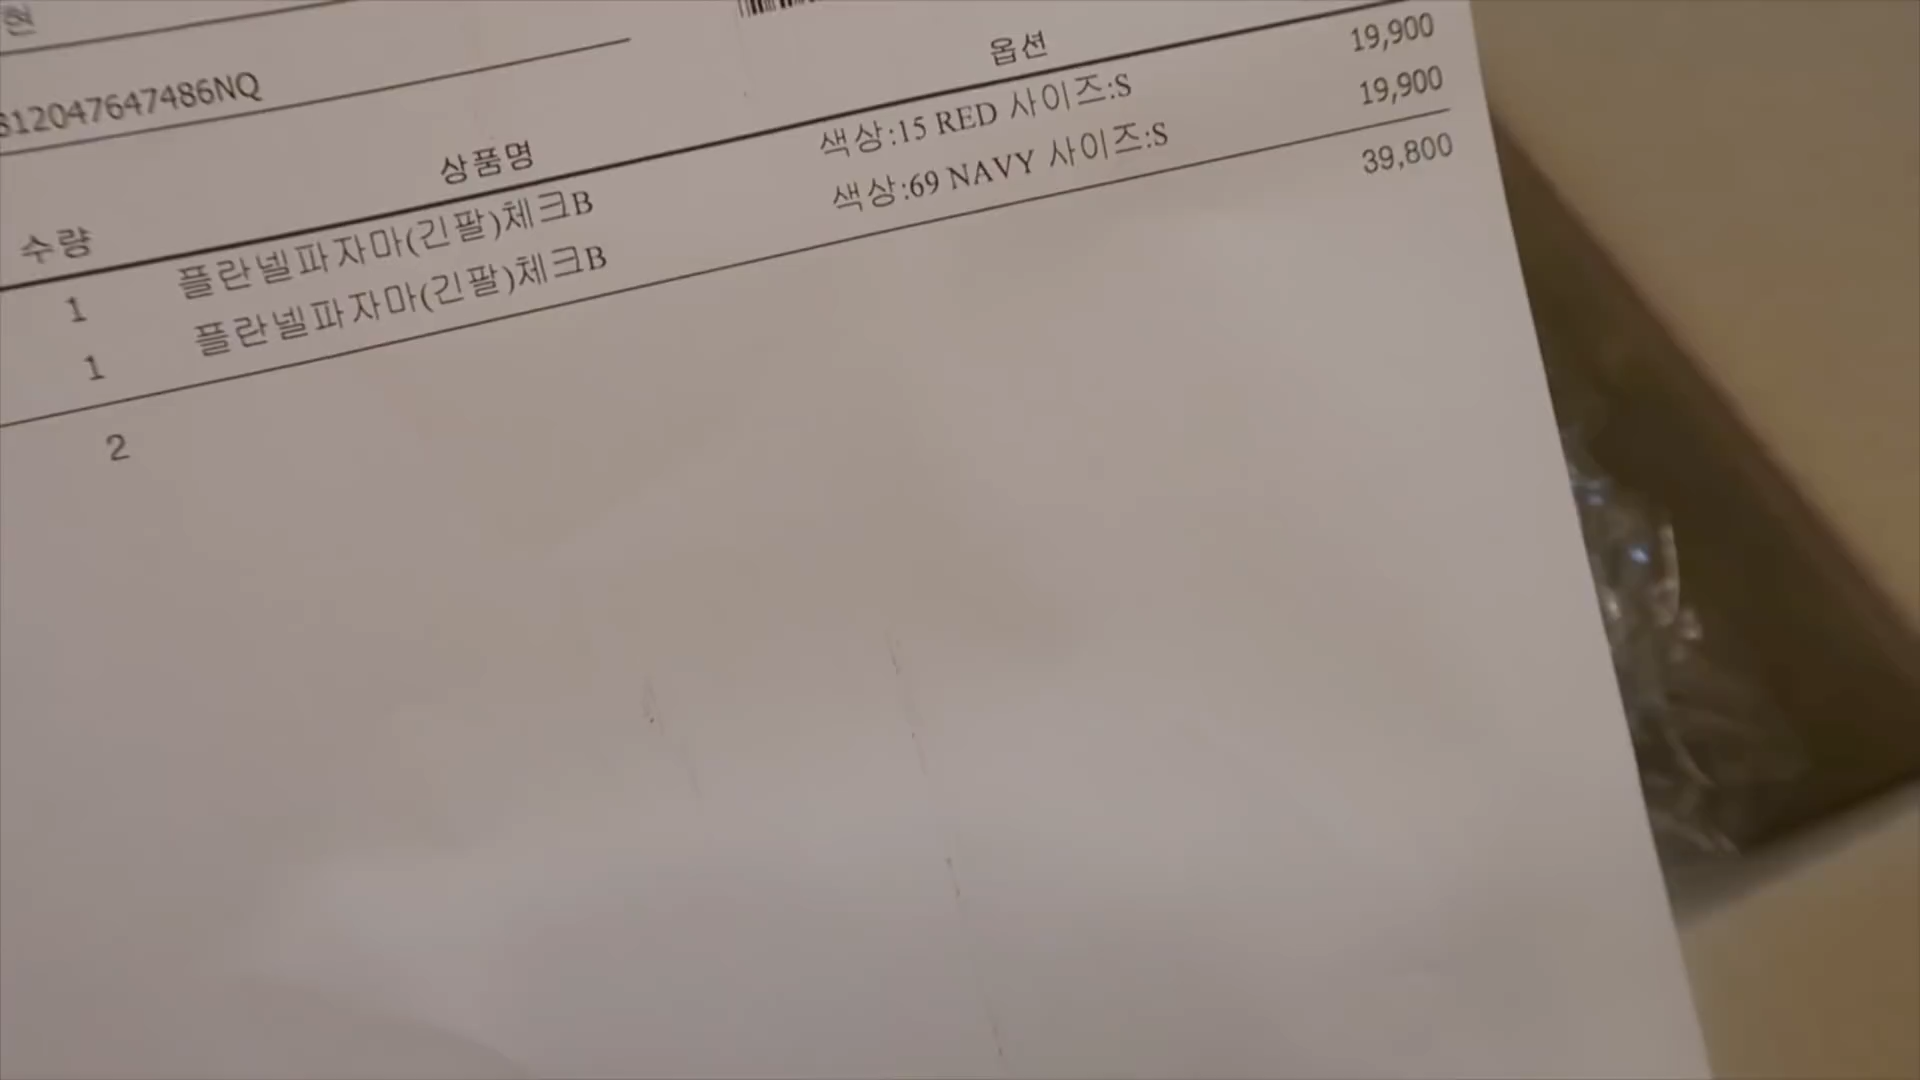 812047647486NQ
수량 상품명 옵션
1 플란넬파자마(긴팔)체크B 색상:15 RED 사이즈:S 19,900
1 플란넬파자마(긴팔)체크B 색상:69 NAVY 사이즈:S 19,900
2 39,800